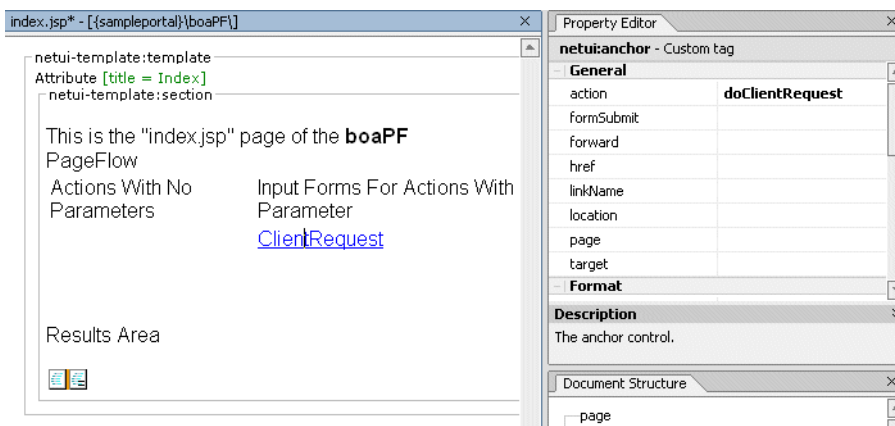 index.jsp* - [{sampleportal}\boaPF\]
netui-template:template
Attribute [title = Index]
netui-template:section
This is the "index.jsp" page of the boaPF
PageFlow
Actions With No
Parameters
Input Forms For Actions With
Parameter
ClientRequest
Results Area
Property Editor
netui:anchor - Custom tag
General
action doClientRequest
formSubmit
forward
href
linkName
location
page
target
Format
Description
The anchor control.
Document Structure
page